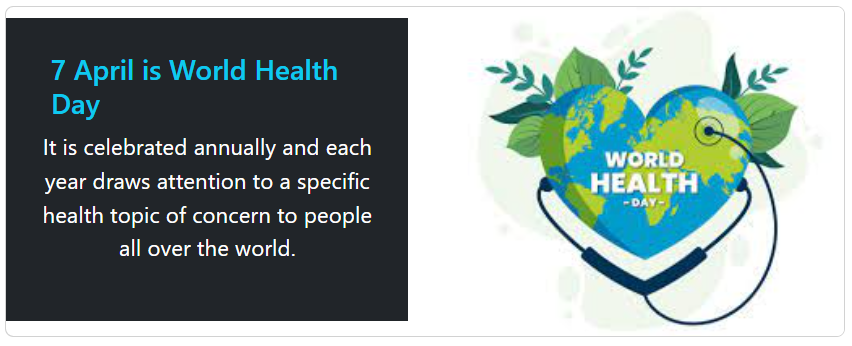 7 April is World Health
Day
It is celebrated annually and each
year draws attention to a specific
health topic of concern to people
all over the world.
WORLD
HEALTH
-DAY-